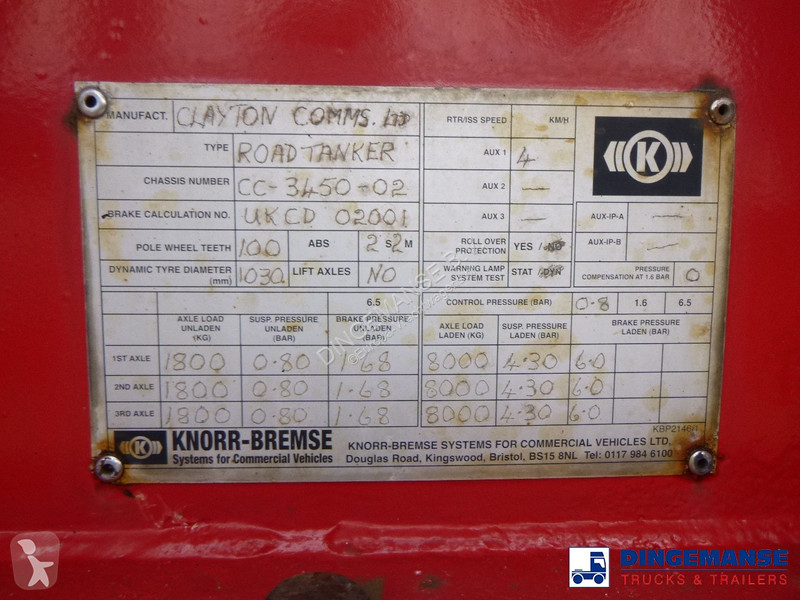 MANUFACT. CLAYTON COMMS. LTD
TYPE ROAD TANKER
CHASSIS NUMBER CC-3450-02
BRAKE CALCULATION NO. UKCD 02001
POLE WHEEL TEETH 100 ABS 2 S 2 M
DYNAMIC TYRE DIAMETER (mm) 1030 LIFT AXLES NO
RTR/ISS SPEED KM/H
AUX 1 4
AUX 2 —
AUX 3 —
ROLL OVER PROTECTION YES / NO
WARNING LAMP SYSTEM TEST STAT / DYN
K
AUX-IP-A —
AUX-IP-B —
PRESSURE COMPENSATION AT 1.6 BAR 0
6.5 CONTROL PRESSURE (BAR) 0.8 1.6 6.5
AXLE LOAD UNLADEN (KG) SUSP. PRESSURE UNLADEN (BAR) BRAKE PRESSURE UNLADEN (BAR) AXLE LOAD LADEN (KG) SUSP. PRESSURE LADEN (BAR) BRAKE PRESSURE LADEN (BAR)
1ST AXLE 1800 0.80 1.68 8000 4.30 6.0
2ND AXLE 1800 0.80 1.68 8000 4.30 6.0
3RD AXLE 1800 0.80 1.68 8000 4.30 6.0
KBP2146/1
K KNORR-BREMSE
Systems for Commercial Vehicles
KNORR-BREMSE SYSTEMS FOR COMMERCIAL VEHICLES LTD,
Douglas Road, Kingswood, Bristol, BS15 8NL Tel: 0117 984 6100
DINGEMANSE
TRUCKS & TRAILERS